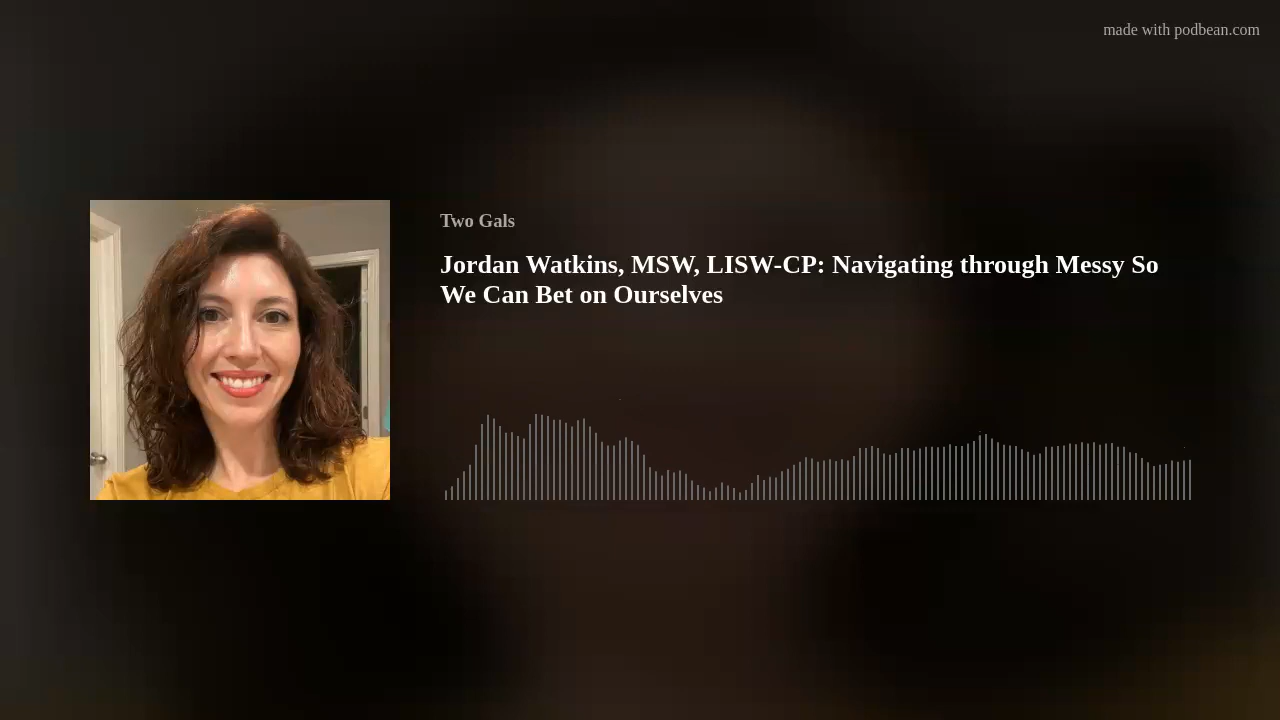 made with podbean.com
Two Gals
Jordan Watkins, MSW, LISW-CP: Navigating through Messy So
We Can Bet on Ourselves